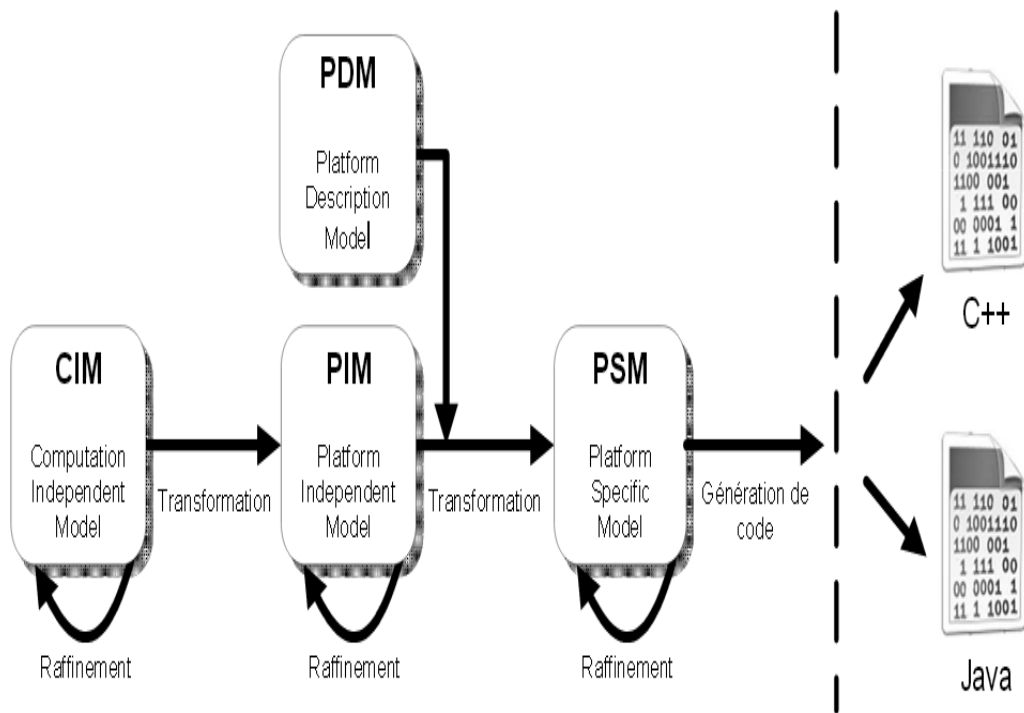 PDM
Platform
Description
Model
11 110 01
0 1001110
1100 001
1 111 00
00 0001 1
11 1 1001
C++
CIM
Computation
Independent
Model
Transformation
PIM
Platform
Independent
Model
Transformation
PSM
Platform
Specific
Model
Génération de
code
11 110 01
0 1001110
1100 001
1 111 00
00 0001 1
11 1 1001
Java
Raffinement
Raffinement
Raffinement